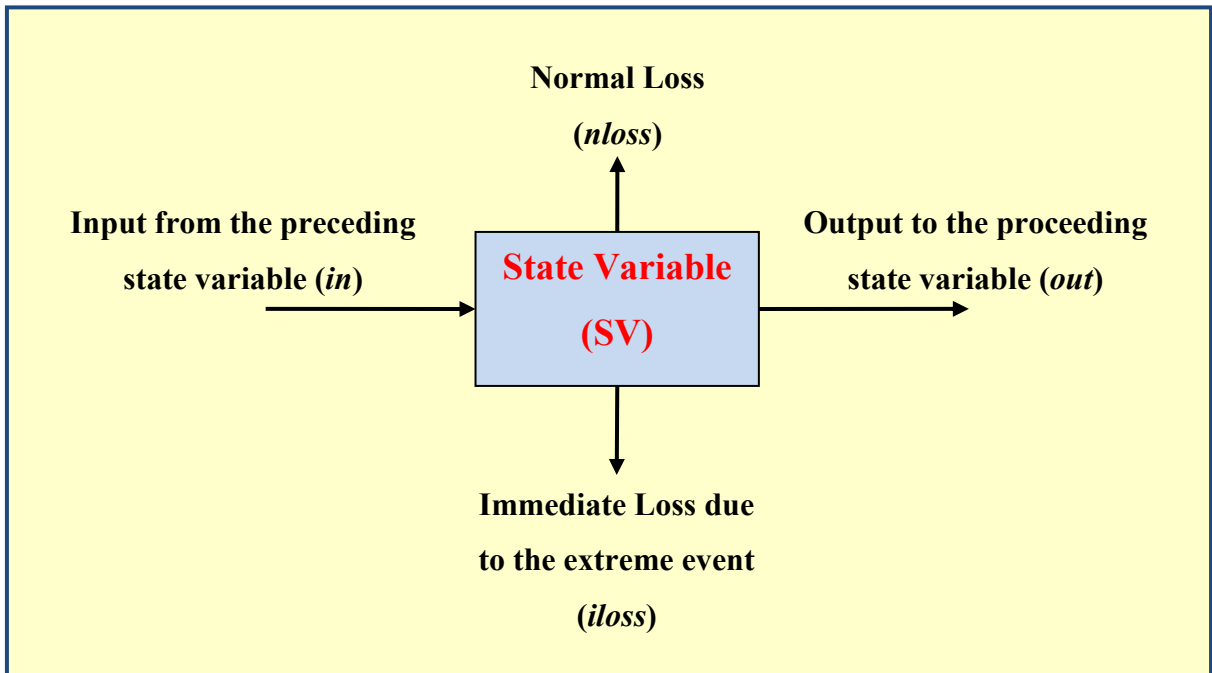 Normal Loss
(nloss)
Input from the preceding
state variable (in)
State Variable
(SV)
Output to the proceeding
state variable (out)
Immediate Loss due
to the extreme event
(iloss)